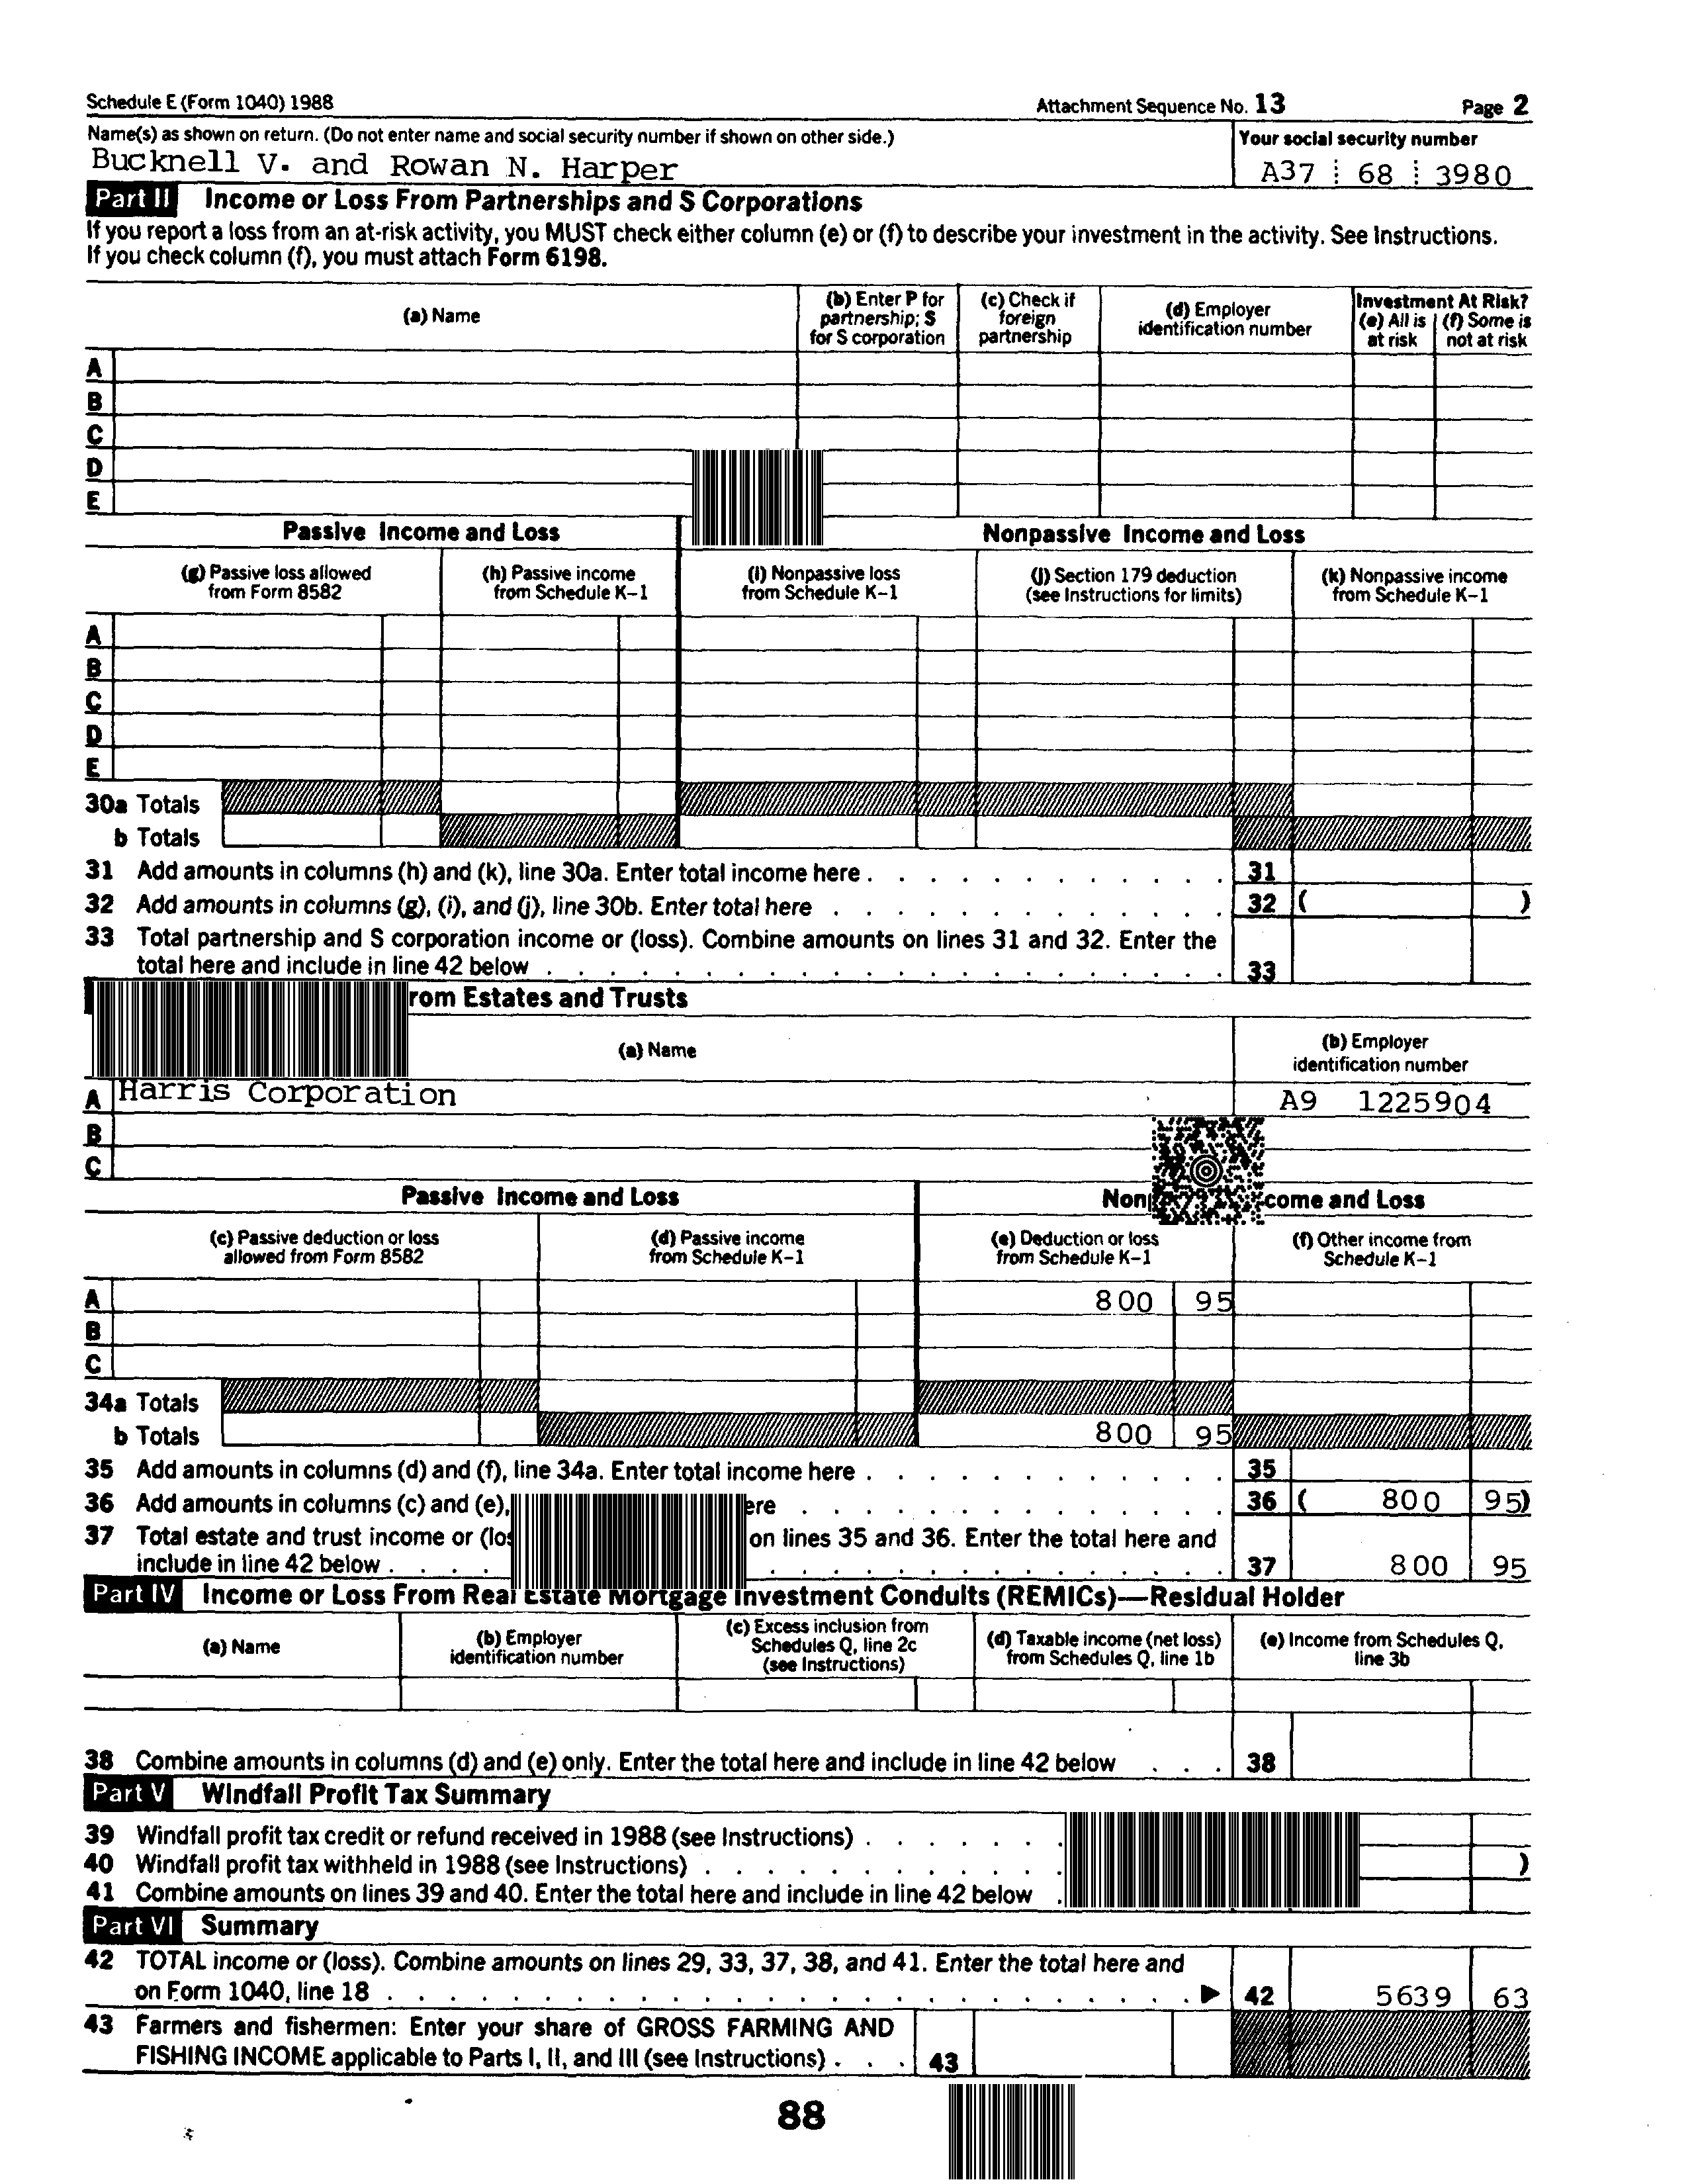 Schedule E (Form 1040) 1988 Attachment Sequence No. 13 Page 2
Name(s) as shown on return. (Do not enter name and social security number if shown on other side.) Your social security number
Bucknell V. and Rowan N. Harper A37 68 3980
Part II Income or Loss From Partnerships and S Corporations
If you report a loss from an at-risk activity, you MUST check either column (e) or (f) to describe your investment in the activity. See Instructions.
If you check column (f), you must attach Form 6198.
(a) Name
(b) Enter P for partnership; S for S corporation
(c) Check if foreign partnership
(d) Employer identification number
Investment At Risk?
(e) All is at risk
(f) Some is not at risk
A
B
C
D
E
Passive Income and Loss Nonpassive Income and Loss
(g) Passive loss allowed from Form 8582
(h) Passive income from Schedule K-1
(i) Nonpassive loss from Schedule K-1
(j) Section 179 deduction (see Instructions for limits)
(k) Nonpassive income from Schedule K-1
A
B
C
D
E
30a Totals
b Totals
31 Add amounts in columns (h) and (k), line 30a. Enter total income here . . . . . . . . . . . . 31
32 Add amounts in columns (g), (i), and (j), line 30b. Enter total here . . . . . . . . . . . . . 32 ( )
33 Total partnership and S corporation income or (loss). Combine amounts on lines 31 and 32. Enter the
total here and include in line 42 below . . . . . . . . . . . . . . . . . . . . . . 33
rom Estates and Trusts
(a) Name
(b) Employer identification number
A Harris Corporation A9 1225904
B
C
Passive Income and Loss Non come and Loss
(c) Passive deduction or loss allowed from Form 8582
(d) Passive income from Schedule K-1
(e) Deduction or loss from Schedule K-1
(f) Other income from Schedule K-1
A 800 95
B
C
34a Totals
b Totals 800 95
35 Add amounts in columns (d) and (f), line 34a. Enter total income here . . . . . . . . . . . . 35
36 Add amounts in columns (c) and (e), ere . . . . . . . . . . . . . . 36 ( 800 95)
37 Total estate and trust income or (los on lines 35 and 36. Enter the total here and
include in line 42 below . . . . . . . . . . . . . . . . . . . 37 800 95
Part IV Income or Loss From Real Estate Mortgage Investment Conduits (REMICs)—Residual Holder
(a) Name
(b) Employer identification number
(c) Excess inclusion from Schedules Q, line 2c (see Instructions)
(d) Taxable income (net loss) from Schedules Q, line 1b
(e) Income from Schedules Q, line 3b
38 Combine amounts in columns (d) and (e) only. Enter the total here and include in line 42 below . . . 38
Part V Windfall Profit Tax Summary
39 Windfall profit tax credit or refund received in 1988 (see Instructions) . . . . . . .
40 Windfall profit tax withheld in 1988 (see Instructions) . . . . . . . . . . . . )
41 Combine amounts on lines 39 and 40. Enter the total here and include in line 42 below .
Part VI Summary
42 TOTAL income or (loss). Combine amounts on lines 29, 33, 37, 38, and 41. Enter the total here and
on Form 1040, line 18 . . . . . . . . . . . . . . . . . . . . . . . . . ▶ 42 5639 63
43 Farmers and fishermen: Enter your share of GROSS FARMING AND
FISHING INCOME applicable to Parts I, II, and III (see Instructions) . . . 43
88